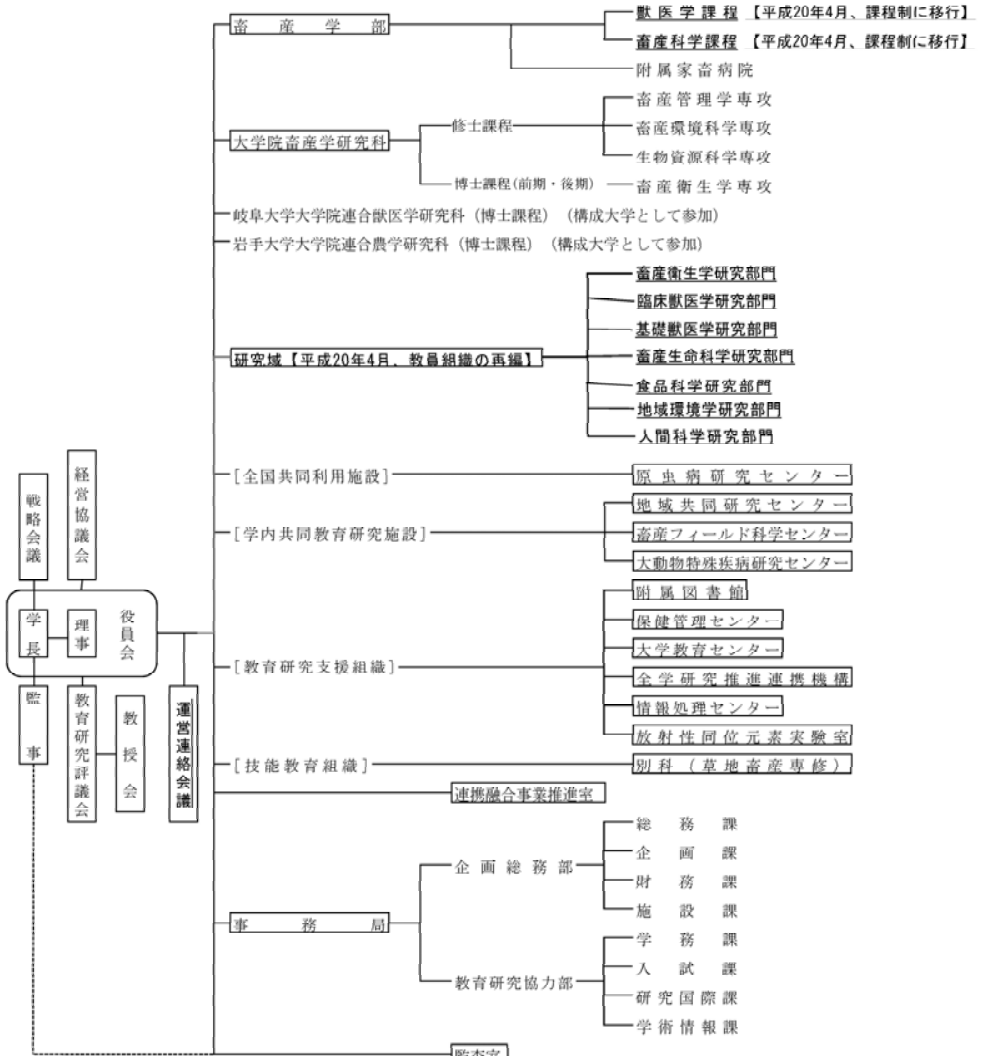 畜産学部
獣医学課程 【平成20年4月、課程制に移行】
畜産科学課程 【平成20年4月、課程制に移行】
附属家畜病院
大学院畜産学研究科
修士課程
畜産管理学専攻
畜産環境科学専攻
生物資源科学専攻
博士課程(前期・後期)
畜産衛生学専攻
岐阜大学大学院連合獣医学研究科(博士課程)(構成大学として参加)
岩手大学大学院連合農学研究科(博士課程)(構成大学として参加)
研究域【平成20年4月、教員組織の再編】
畜産衛生学研究部門
臨床獣医学研究部門
基礎獣医学研究部門
畜産生命科学研究部門
食品科学研究部門
地域環境学研究部門
人間科学研究部門
[全国共同利用施設]
原虫病研究センター
[学内共同教育研究施設]
地域共同研究センター
畜産フィールド科学センター
大動物特殊疾病研究センター
戦略会議
経営協議会
学長
理事
役員会
監事
教育研究評議会
教授会
運営連絡会議
[教育研究支援組織]
附属図書館
保健管理センター
大学教育センター
全学研究推進連携機構
情報処理センター
放射性同位元素実験室
[技能教育組織]
別科(草地畜産専修)
連携融合事業推進室
事務局
企画総務部
総務課
企画課
財務課
施設課
教育研究協力部
学務課
入試課
研究国際課
学術情報課
監査室